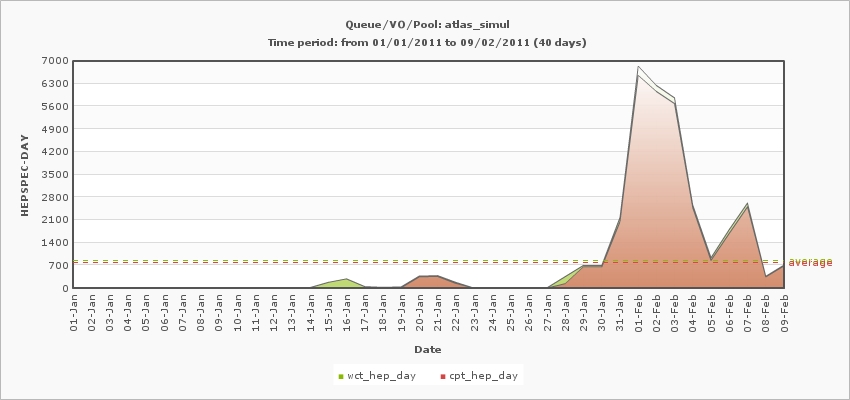 Queue/VO/Pool: atlas_simul
Time period: from 01/01/2011 to 09/02/2011 (40 days)
HEPSPEC-DAY
7000
6300
5600
4900
4200
3500
2800
2100
1400
700
0
average
average
01-Jan
02-Jan
03-Jan
04-Jan
05-Jan
06-Jan
07-Jan
08-Jan
09-Jan
10-Jan
11-Jan
12-Jan
13-Jan
14-Jan
15-Jan
16-Jan
17-Jan
18-Jan
19-Jan
20-Jan
21-Jan
22-Jan
23-Jan
24-Jan
25-Jan
26-Jan
27-Jan
28-Jan
29-Jan
30-Jan
31-Jan
01-Feb
02-Feb
03-Feb
04-Feb
05-Feb
06-Feb
07-Feb
08-Feb
09-Feb
Date
wct_hep_day cpt_hep_day